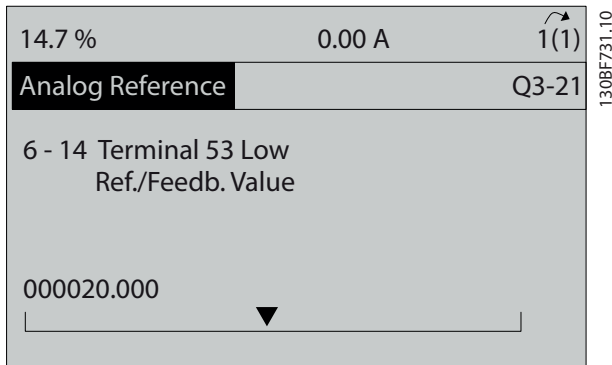 14.7 % 0.00 A 1(1)
Analog Reference Q3-21
6 - 14 Terminal 53 Low
Ref./Feedb. Value
000020.000
130BF731.10